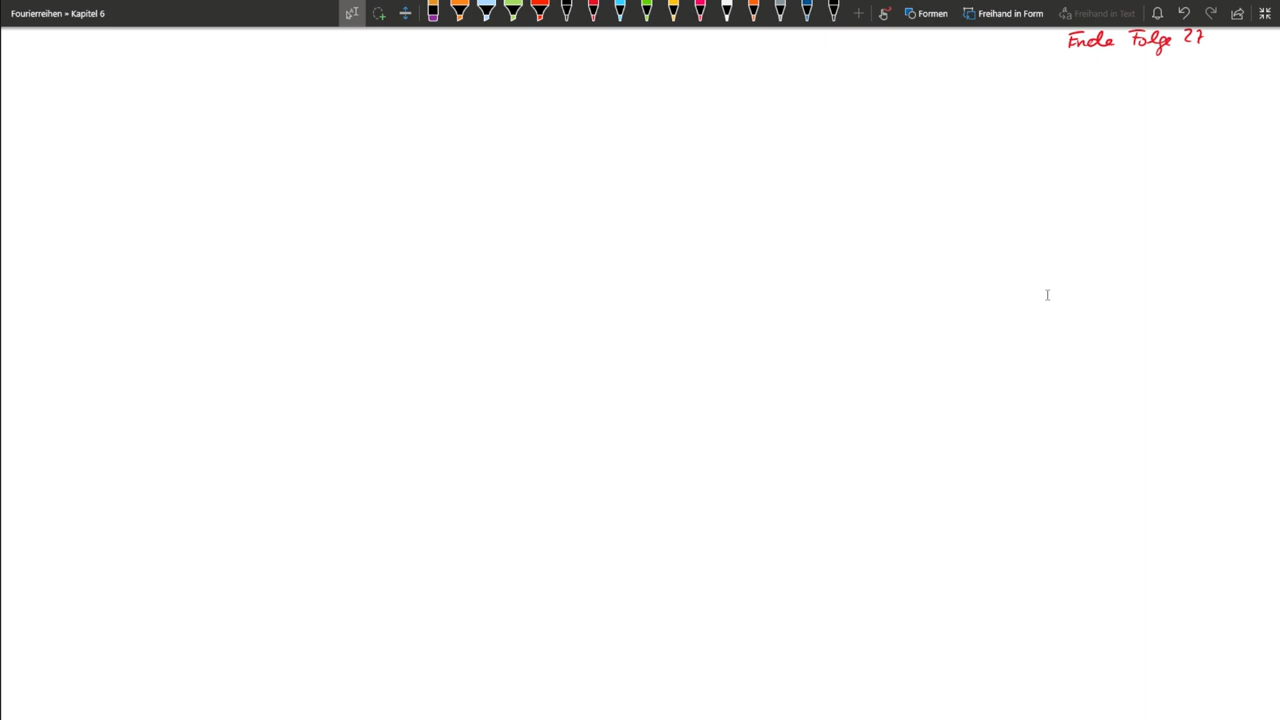 Fourierreihen » Kapitel 6
Formen
Freihand in Form
Freihand in Text
Ende Folge 27